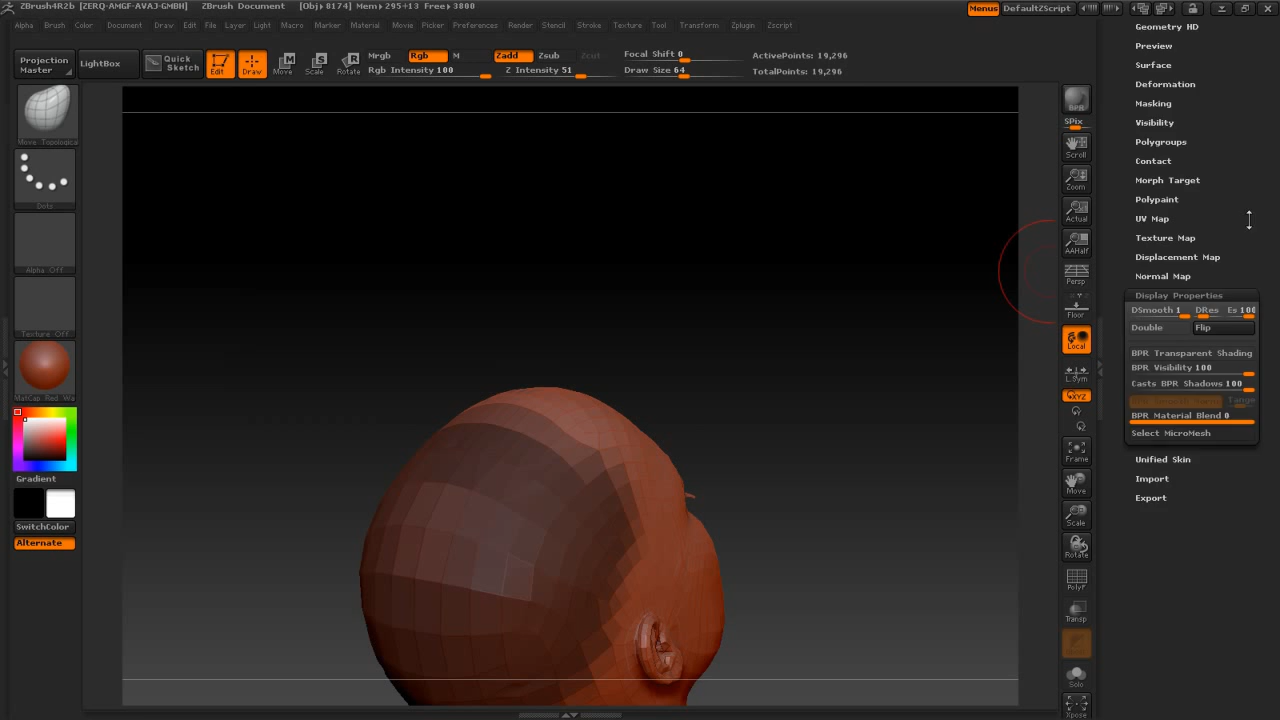 ZBrush4R2b [ZERQ-AMGF-AVAJ-GMBH] ZBrush Document [Obj▸ 8174] Mem▸295+13 Free▸3800 Menus DefaultZScript
Alpha Brush Color Document Draw Edit File Layer Light Macro Marker Material Movie Picker Preferences Render Stencil Stroke Texture Tool Transform Zplugin Zscript
Projection Master
LightBox
Quick Sketch
Edit Draw Move Scale Rotate
Mrgb Rgb M Zadd Zsub Zcut
Rgb Intensity 100 Z Intensity 51
Focal Shift 0
Draw Size 64
ActivePoints: 19,296
TotalPoints: 19,296
Move Topologica
Dots
Alpha Off
Texture Off
MatCap Red Wa
Gradient
SwitchColor
Alternate
BPR
SPix
Scroll
Zoom
Actual
AAHalf
Persp
Floor
Local
L.Sym
XYZ
Frame
Move
Scale
Rotate
PolyF
Transp
Solo
Xpose
Geometry HD
Preview
Surface
Deformation
Masking
Visibility
Polygroups
Contact
Morph Target
Polypaint
UV Map
Texture Map
Displacement Map
Normal Map
Display Properties
DSmooth 1 DRes Es 100
Double Flip
BPR Transparent Shading
BPR Visibility 100
Casts BPR Shadows 100
BPR Material Blend 0
Select MicroMesh
Unified Skin
Import
Export